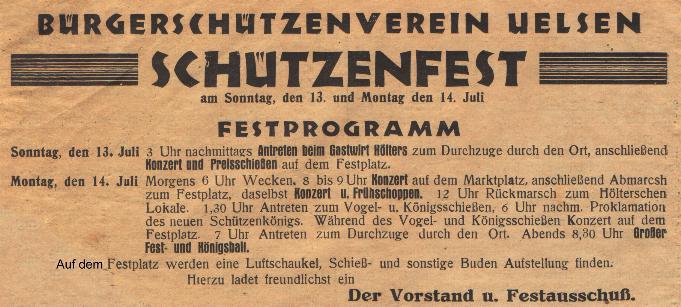 BÜRGERSCHÜTZENVEREIN UELSEN
SCHÜTZENFEST
am Sonntag, den 13. und Montag den 14. Juli
FESTPROGRAMM
Sonntag, den 13. Juli 3 Uhr nachmittags Antreten beim Gastwirt Hölters zum Durchzuge durch den Ort, anschließend
Konzert und Preisschießen auf dem Festplatz.
Montag, den 14. Juli Morgens 6 Uhr Wecken. 8 bis 9 Uhr Konzert auf dem Marktplatz, anschließend Abmarcsh
zum Festplatz, daselbst Konzert u. Frühschoppen. 12 Uhr Rückmarsch zum Hölterschen
Lokale. 1,30 Uhr Antreten zum Vogel- u. Königsschießen, 6 Uhr nachm. Proklamation
des neuen Schützenkönigs. Während des Vogel- und Königsschießen Konzert auf dem
Festplatz. 7 Uhr Antreten zum Durchzuge durch den Ort. Abends 8,30 Uhr Großer
Fest- und Königsball.
Auf dem Festplatz werden eine Luftschaukel, Schieß- und sonstige Buden Aufstellung finden.
Hierzu ladet freundlichst ein
Der Vorstand u. Festausschuß.